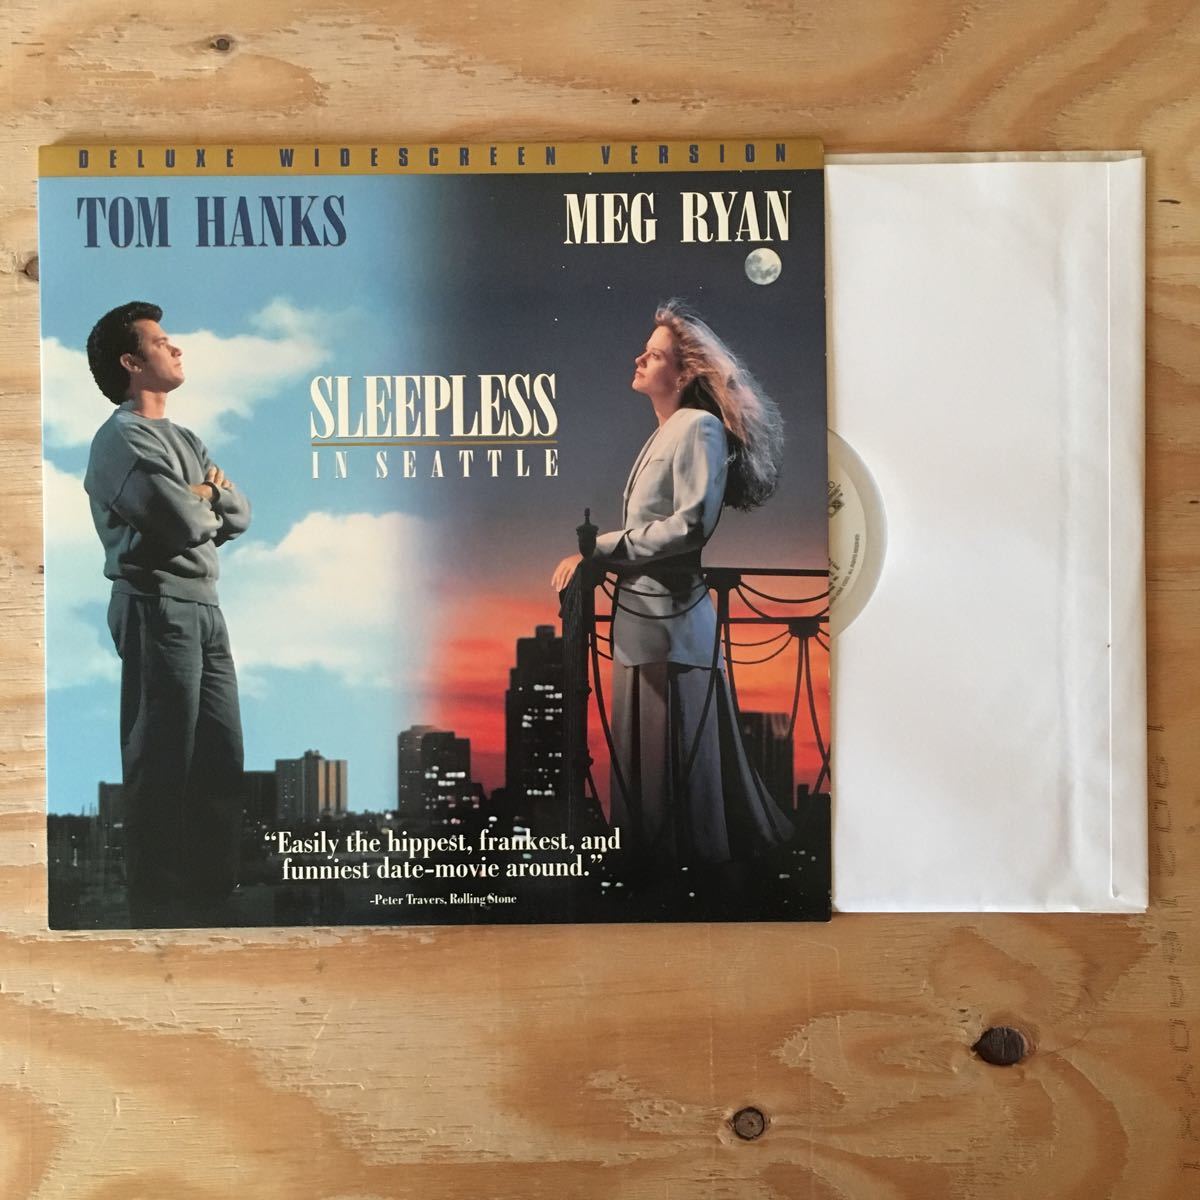 DELUXE WIDESCREEN VERSION
TOM HANKS
MEG RYAN
SLEEPLESS
IN SEATTLE
"Easily the hippest, frankest, and
funniest date-movie around."
-Peter Travers, Rolling Stone